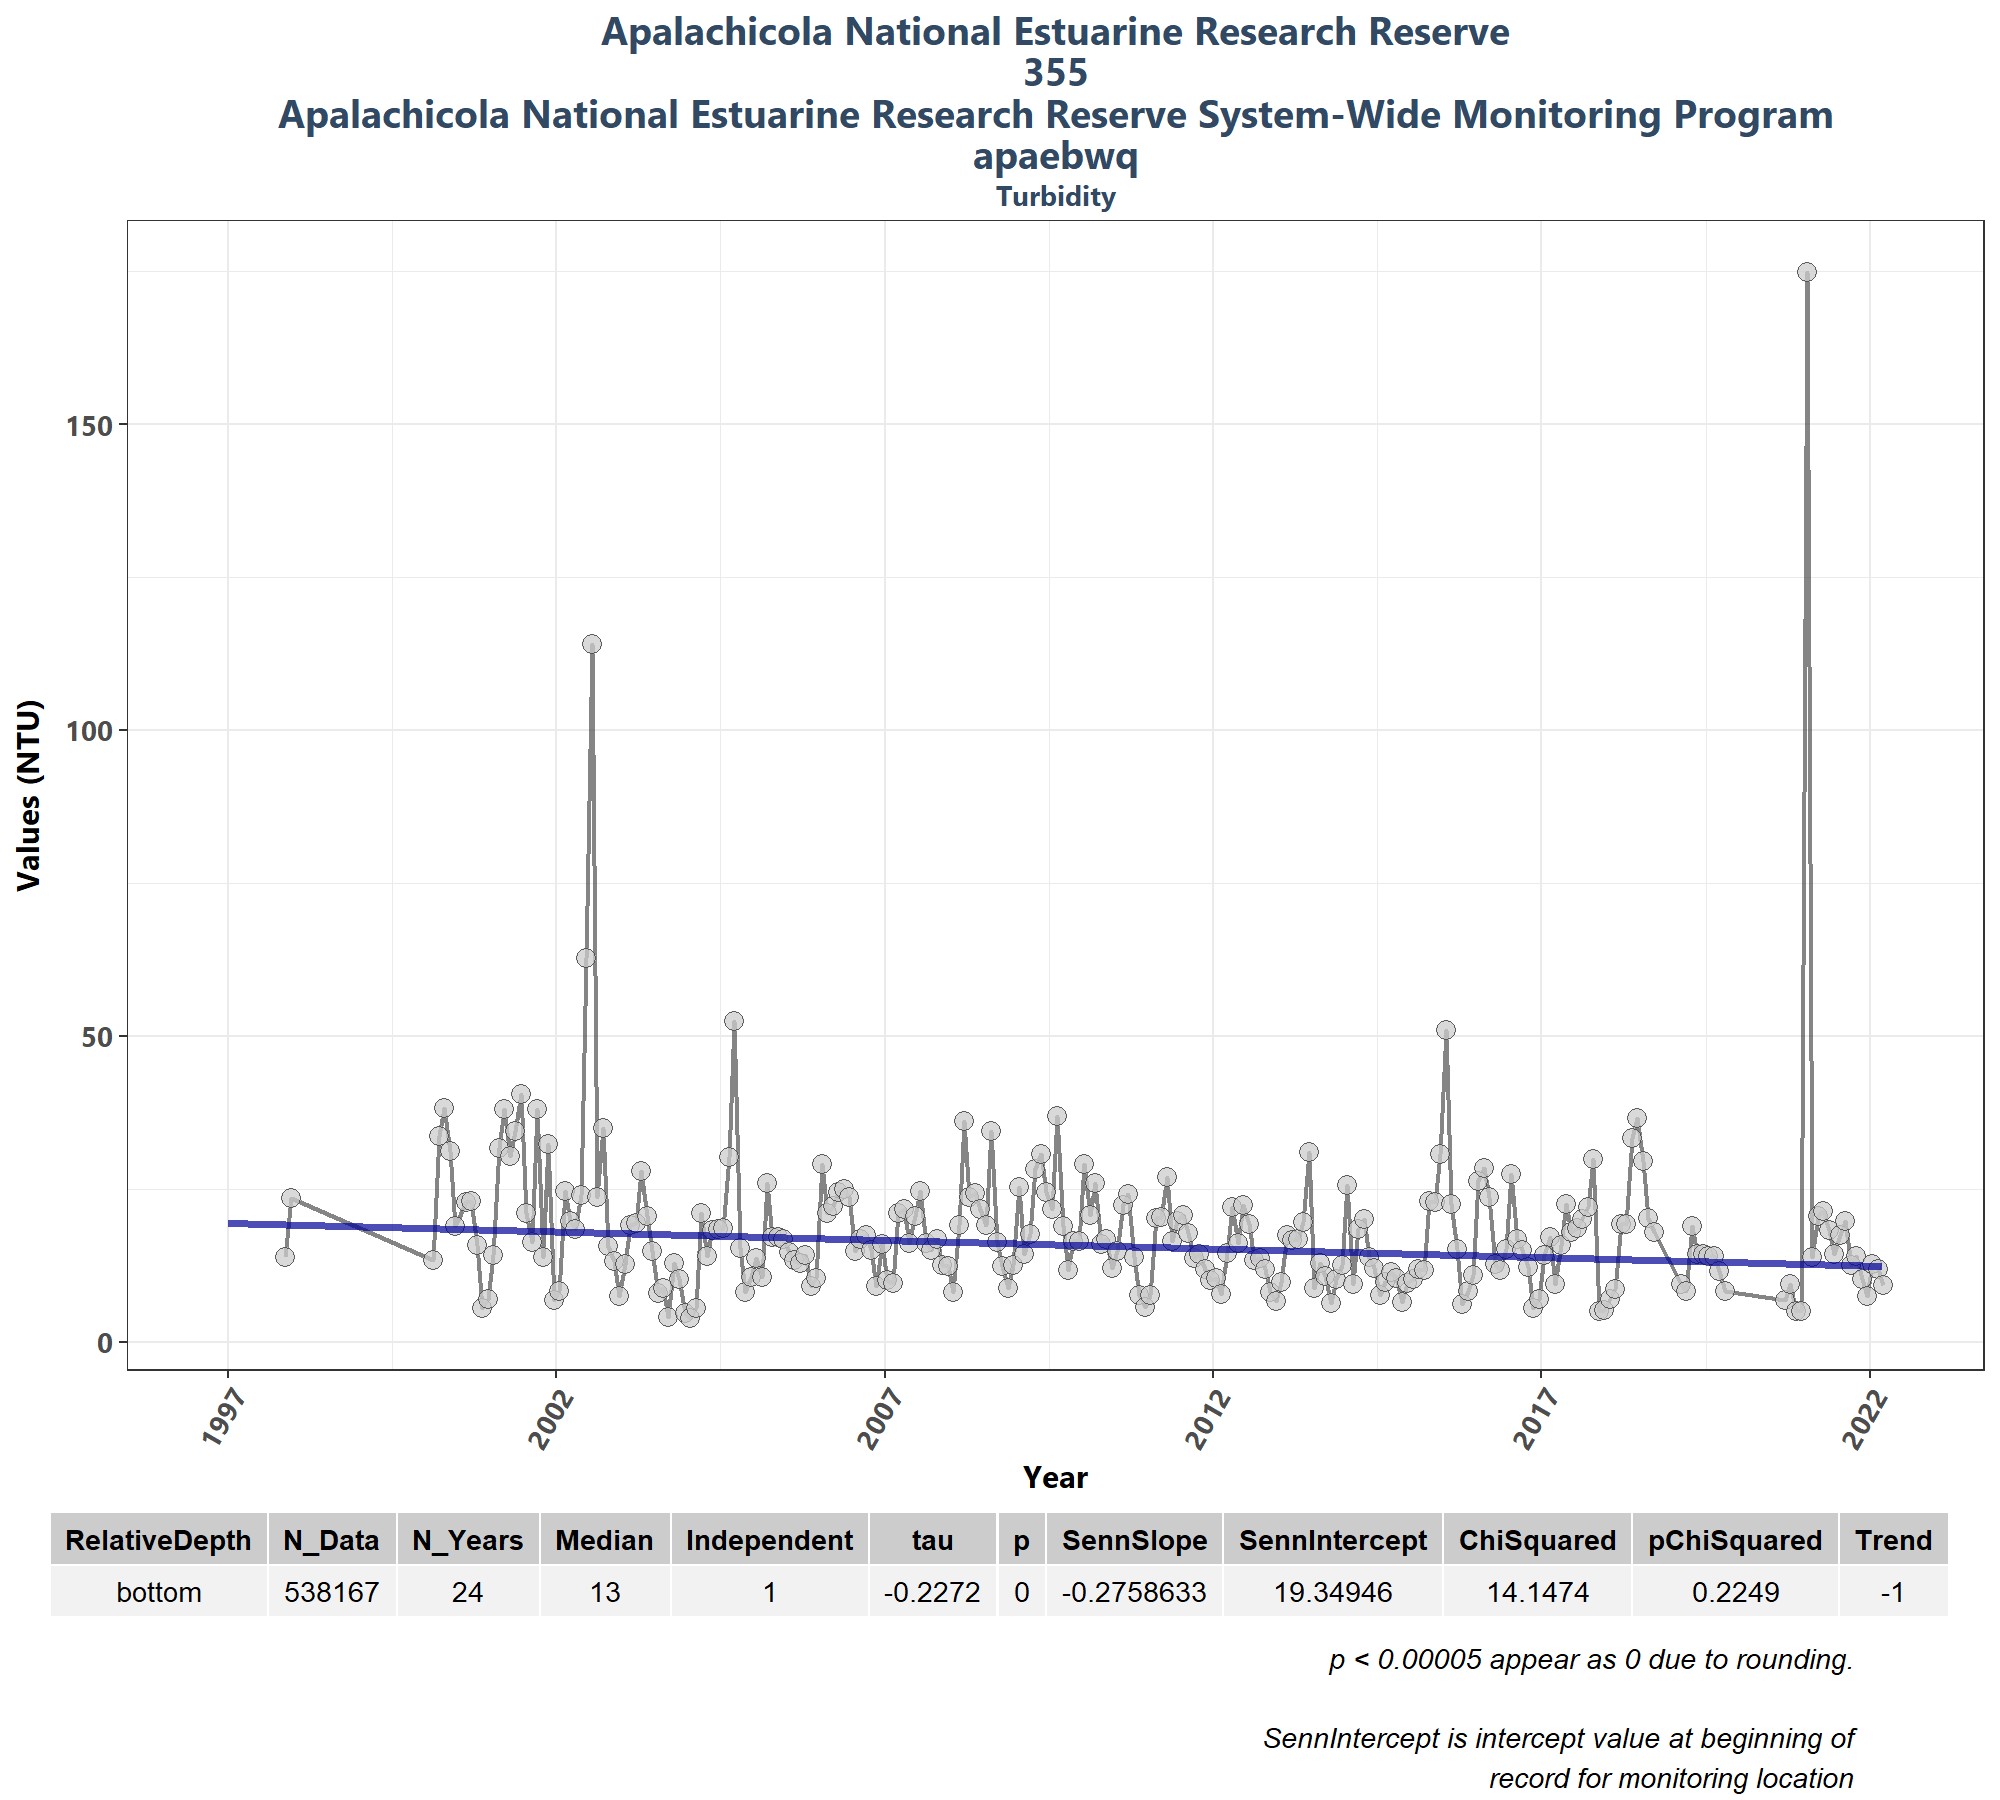 Apalachicola National Estuarine Research Reserve
355
Apalachicola National Estuarine Research Reserve System-Wide Monitoring Program
apaebwq
Turbidity
Values (NTU)
150
100
50
0
1997 2002 2007 2012 2017 2022
Year
RelativeDepth N_Data N_Years Median Independent tau p SennSlope SennIntercept ChiSquared pChiSquared Trend
bottom 538167 24 13 1 -0.2272 0 -0.2758633 19.34946 14.1474 0.2249 -1
p < 0.00005 appear as 0 due to rounding.
SennIntercept is intercept value at beginning of
record for monitoring location